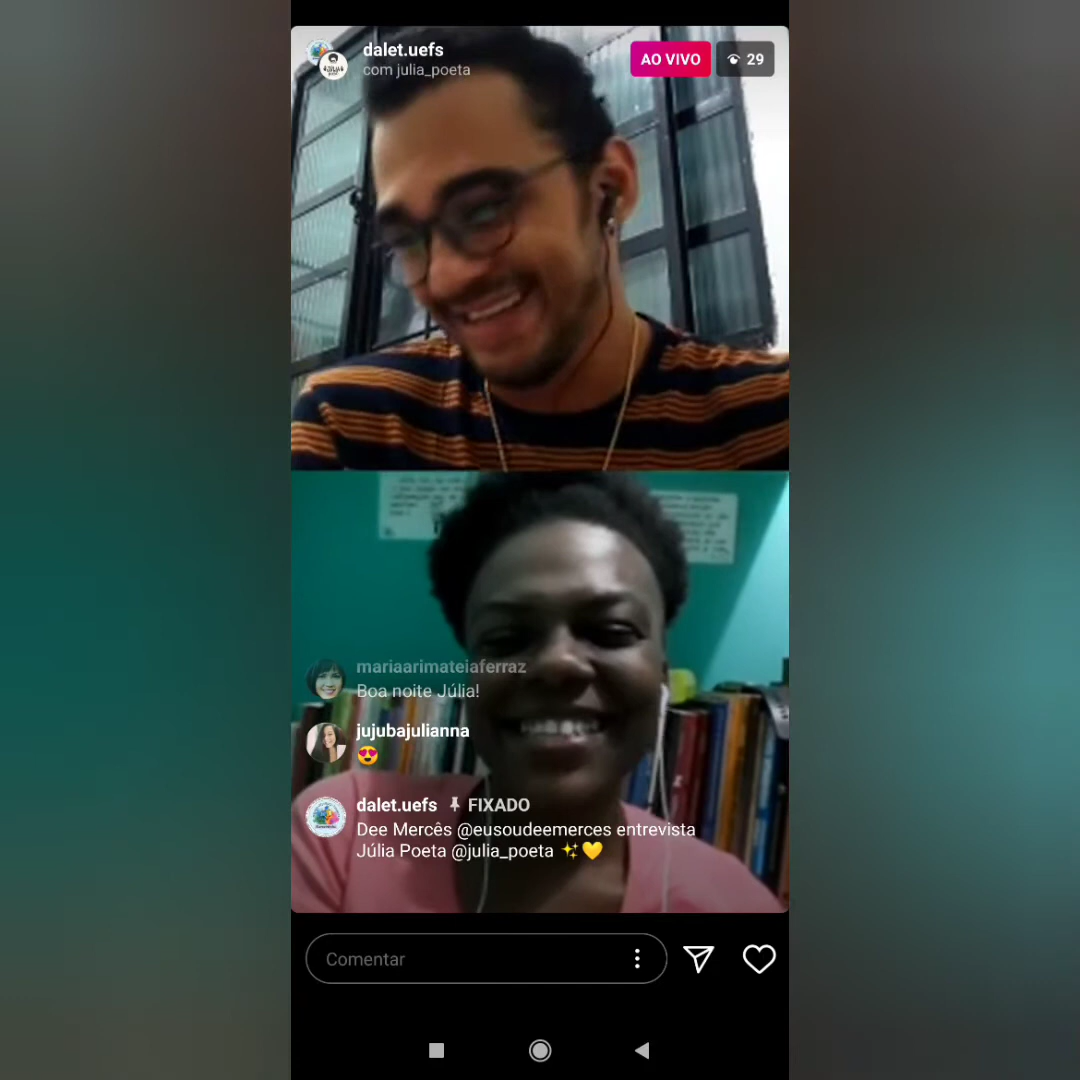 dalet.uefs
com julia_poeta
AO VIVO
29
mariaarimateiaferraz
Boa noite Júlia!
jujubajulianna
😍
dalet.uefs FIXADO
Dee Mercês @eusoudeemerces entrevista
Júlia Poeta @julia_poeta ✨💛
Comentar